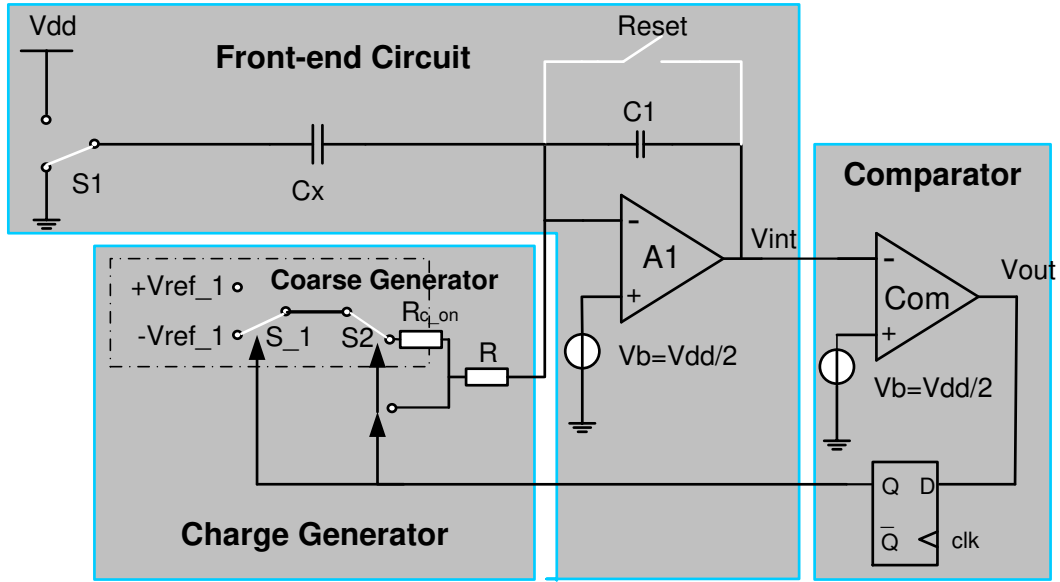 Vdd
Front-end Circuit
Reset
C1
S1
Cx
Comparator
A1
-
+
Vint
-
Com
+
Vout
Coarse Generator
+Vref_1
-Vref_1
S_1
S2
Rc_on
R
Vb=Vdd/2
Vb=Vdd/2
Q D
Q
clk
Charge Generator